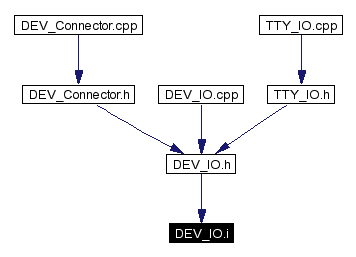 DEV_Connector.cpp
TTY_IO.cpp
DEV_Connector.h
DEV_IO.cpp
TTY_IO.h
DEV_IO.h
DEV_IO.i